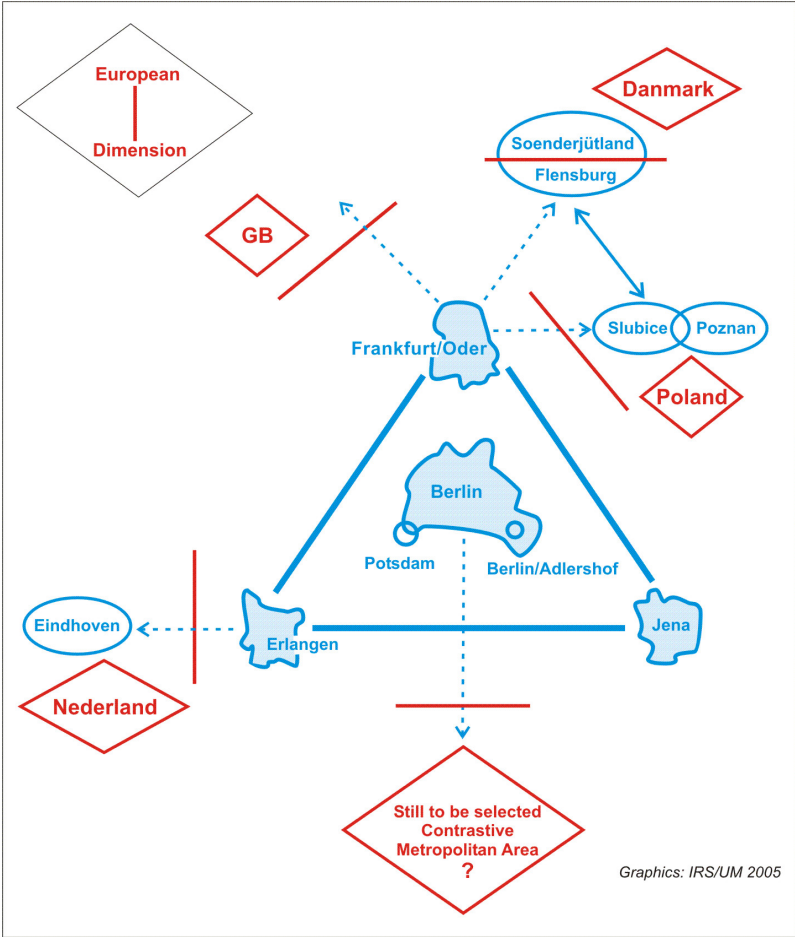 European
Dimension
Danmark
Soenderjütland
Flensburg
GB
Slubice
Poznan
Frankfurt/Oder
Poland
Berlin
Potsdam
Berlin/Adlershof
Eindhoven
Erlangen
Jena
Nederland
Still to be selected
Contrastive
Metropolitan Area
?
Graphics: IRS/UM 2005